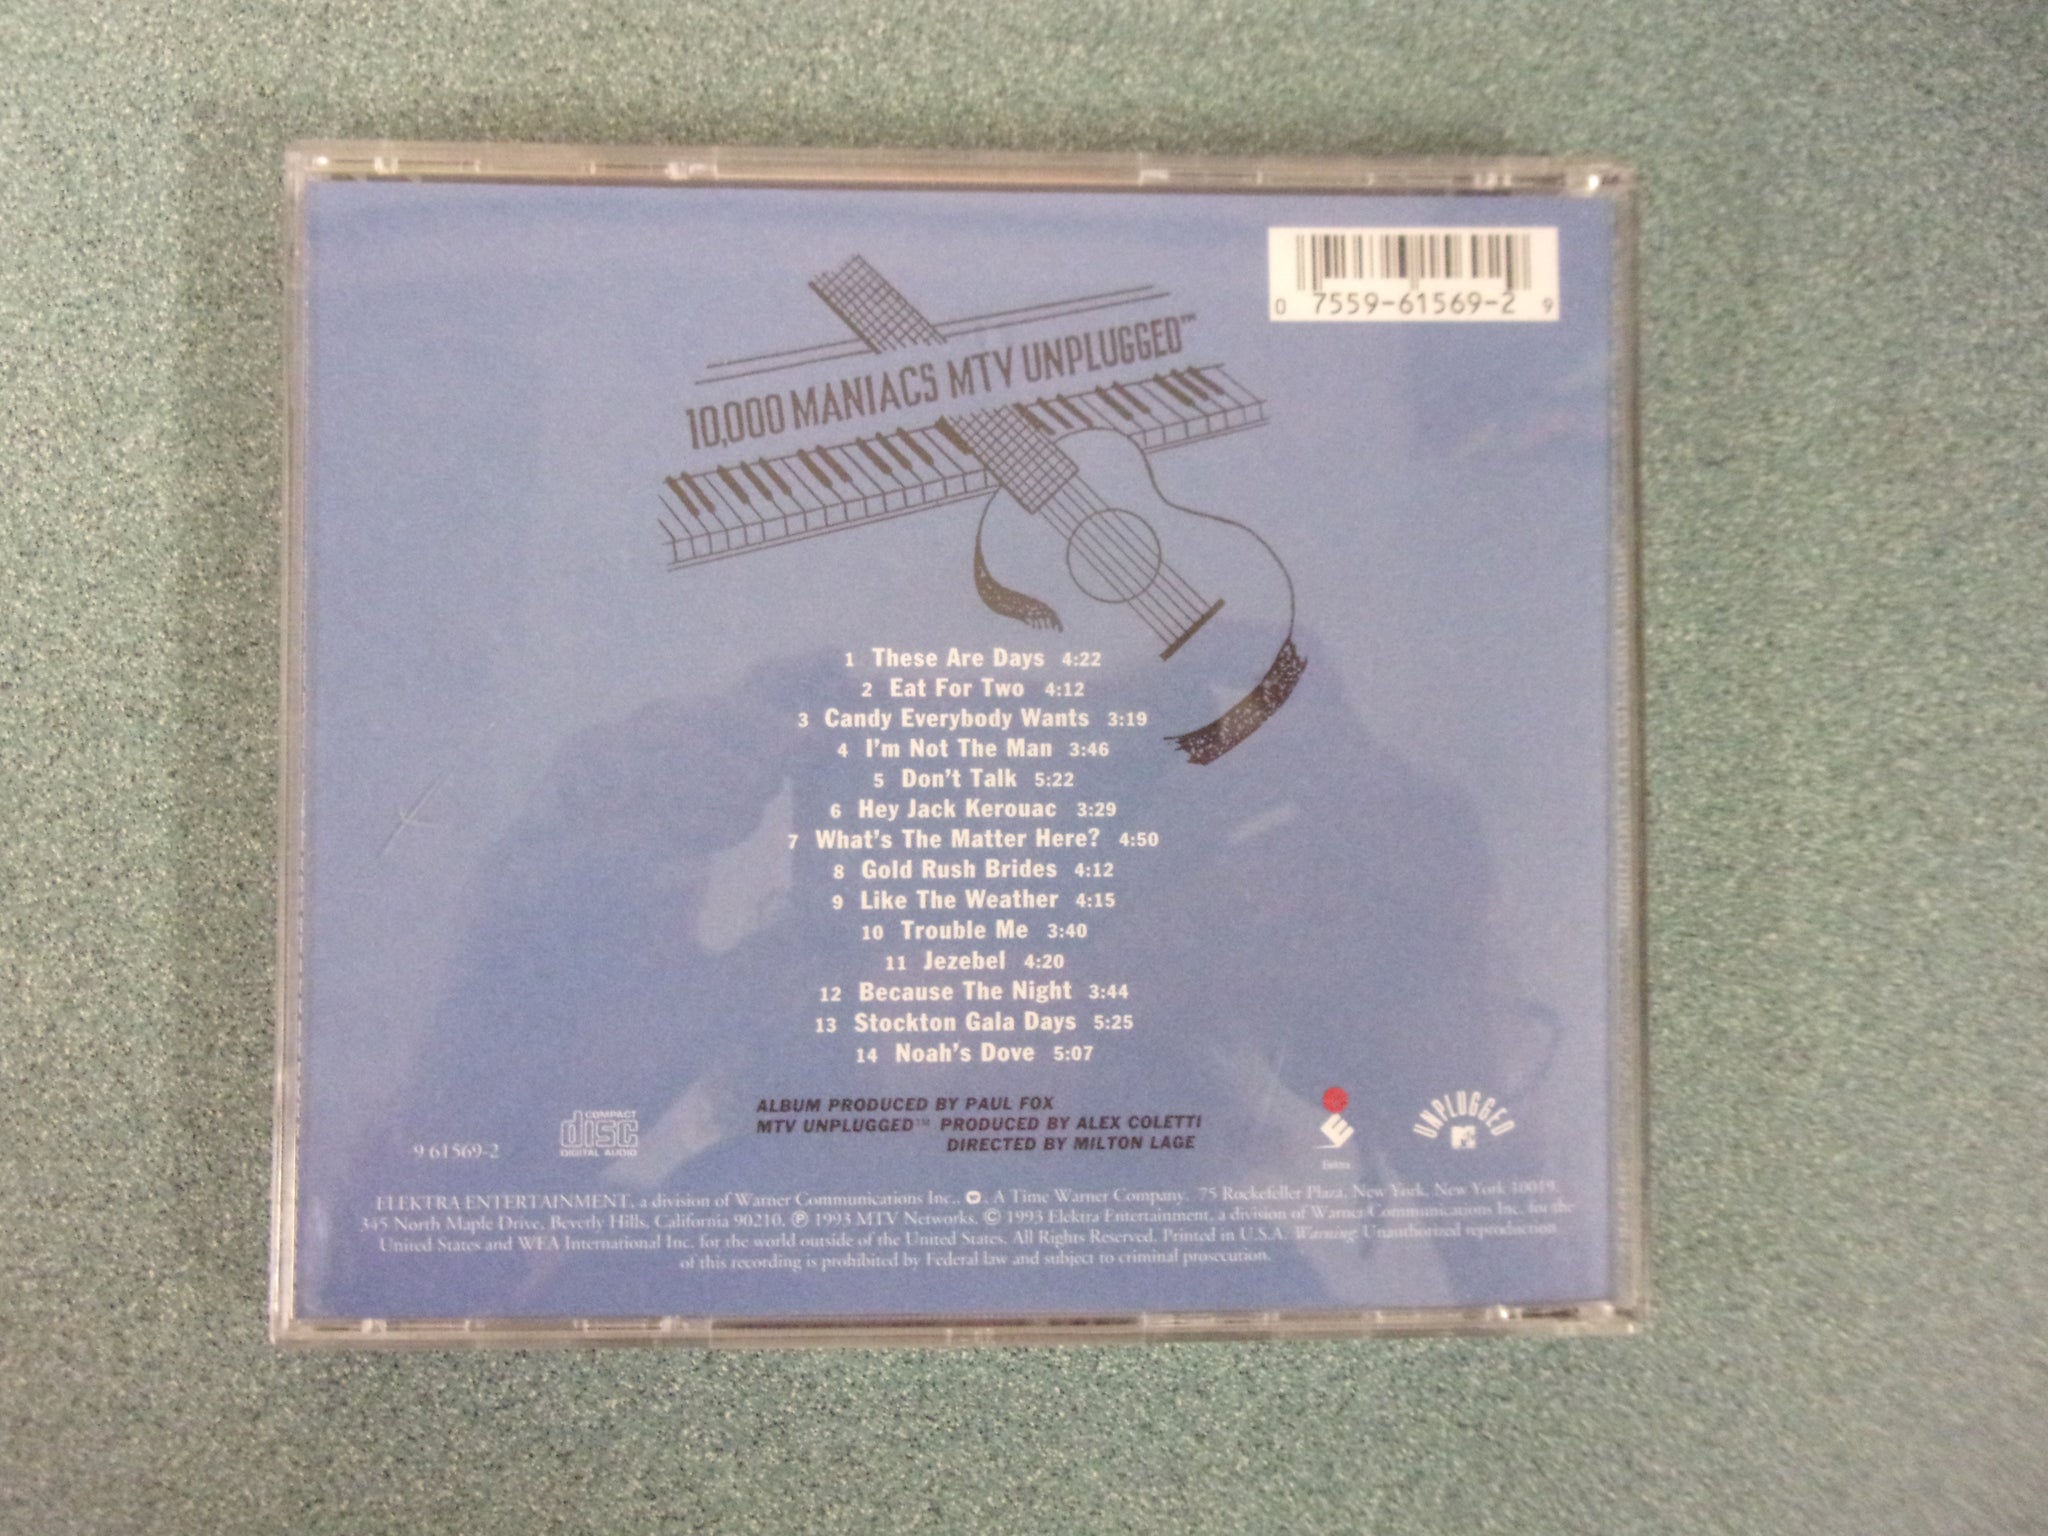 0 7559-61569-2 9
10,000 MANIACS MTV UNPLUGGED™
1 These Are Days 4:22
2 Eat For Two 4:12
3 Candy Everybody Wants 3:19
4 I'm Not The Man 3:46
5 Don't Talk 5:22
6 Hey Jack Kerouac 3:29
7 What's The Matter Here? 4:50
8 Gold Rush Brides 4:12
9 Like The Weather 4:15
10 Trouble Me 3:40
11 Jezebel 4:20
12 Because The Night 3:44
13 Stockton Gala Days 5:25
14 Noah's Dove 5:07
ALBUM PRODUCED BY PAUL FOX
MTV UNPLUGGED™ PRODUCED BY ALEX COLETTI
DIRECTED BY MILTON LAGE
9 61569-2
COMPACT
disc
DIGITAL AUDIO
E
Elektra
UNPLUGGED
M
ELEKTRA ENTERTAINMENT, a division of Warner Communications Inc., A Time Warner Company. 75 Rockefeller Plaza, New York, New York 10019.
345 North Maple Drive, Beverly Hills, California 90210. ℗ 1993 MTV Networks. © 1993 Elektra Entertainment, a division of Warner Communications Inc. for the
United States and WEA International Inc. for the world outside of the United States. All Rights Reserved. Printed in U.S.A. Warning: Unauthorized reproduction
of this recording is prohibited by Federal law and subject to criminal prosecution.